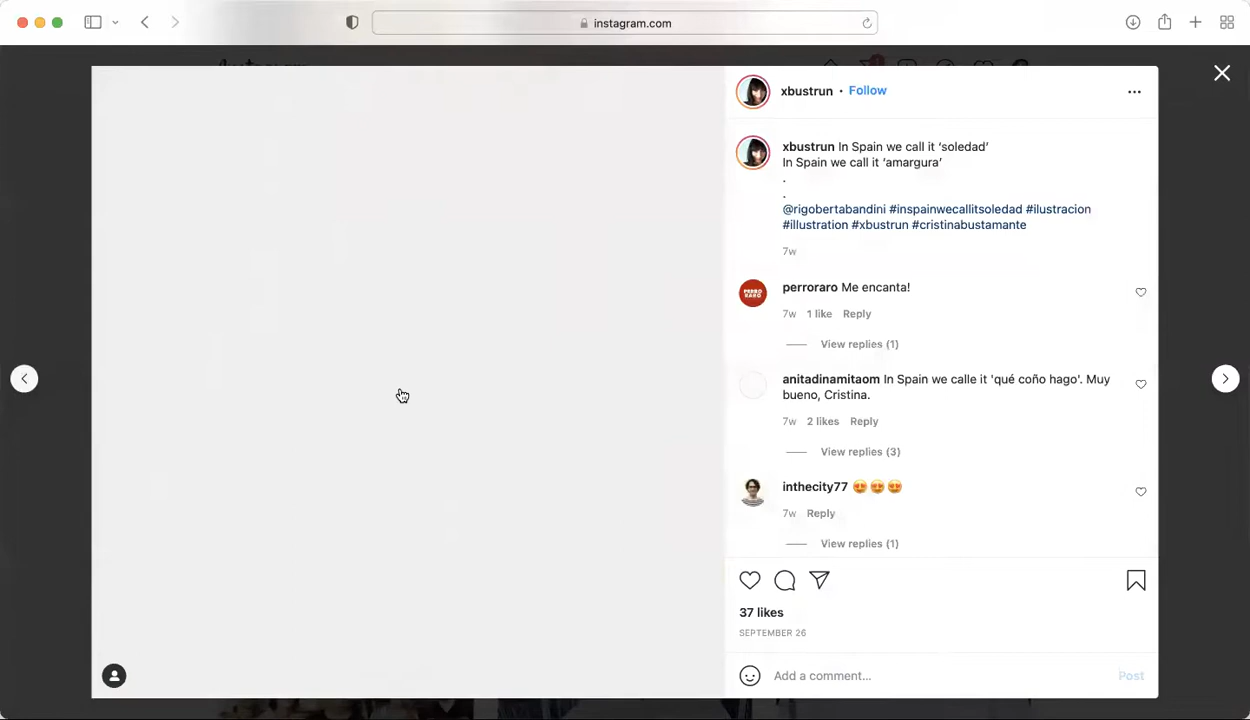 instagram.com
xbustrun • Follow
xbustrun In Spain we call it ‘soledad’
In Spain we call it ‘amargura’
.
.
@rigobertabandini #inspainwecallitsoledad #ilustracion
#illustration #xbustrun #cristinabustamante
7w
PERRO
RARO
perroraro Me encanta!
7w 1 like Reply
View replies (1)
anitadinamitaom In Spain we calle it 'qué coño hago'. Muy
bueno, Cristina.
7w 2 likes Reply
View replies (3)
inthecity77 😍😍😍
7w Reply
View replies (1)
37 likes
SEPTEMBER 26
Add a comment...
Post